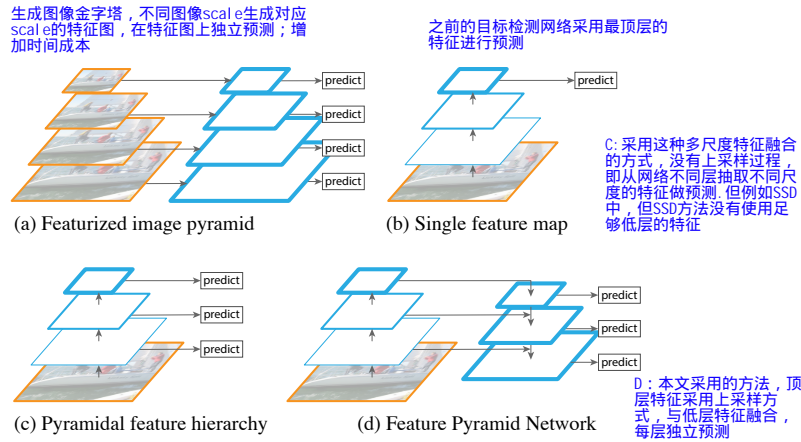 生成图像金字塔，不同图像scale生成对应
scale的特征图，在特征图上独立预测；增
加时间成本
之前的目标检测网络采用最顶层的
特征进行预测
predict
predict
predict
predict
predict
C:采用这种多尺度特征融合
的方式，没有上采样过程，
即从网络不同层抽取不同尺
度的特征做预测.但例如SSD
中，但SSD方法没有使用足
够低层的特征
(a) Featurized image pyramid
(b) Single feature map
predict
predict
predict
predict
predict
predict
D：本文采用的方法，顶
层特征采用上采样方
式，与低层特征融合，
每层独立预测
(c) Pyramidal feature hierarchy
(d) Feature Pyramid Network